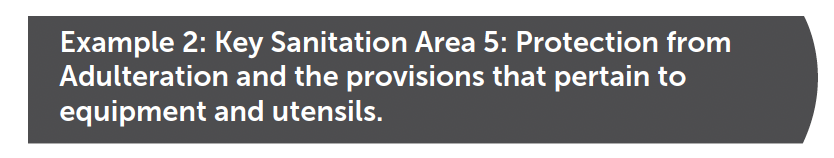 Example 2: Key Sanitation Area 5: Protection from
Adulteration and the provisions that pertain to
equipment and utensils.